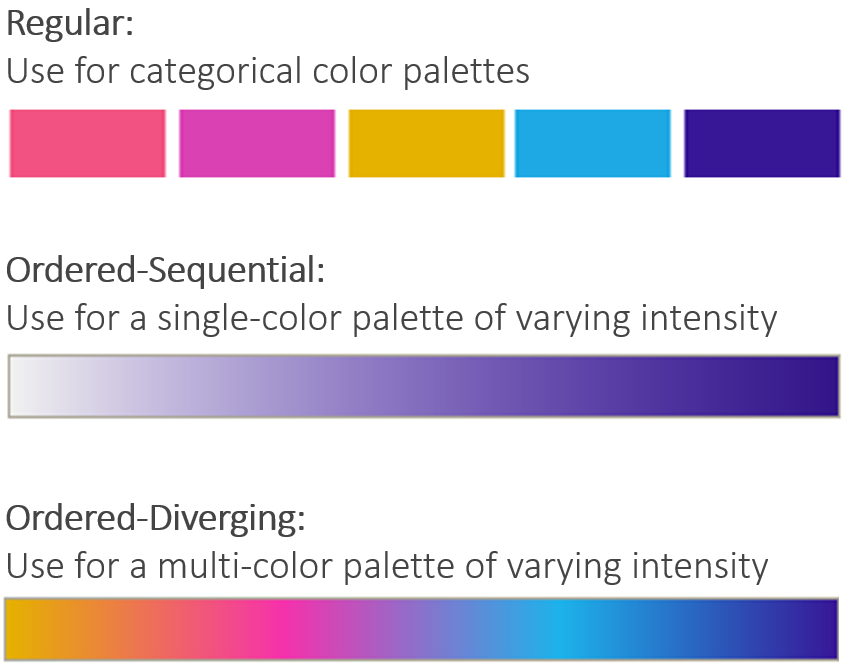 Regular:
Use for categorical color palettes
Ordered-Sequential:
Use for a single-color palette of varying intensity
Ordered-Diverging:
Use for a multi-color palette of varying intensity